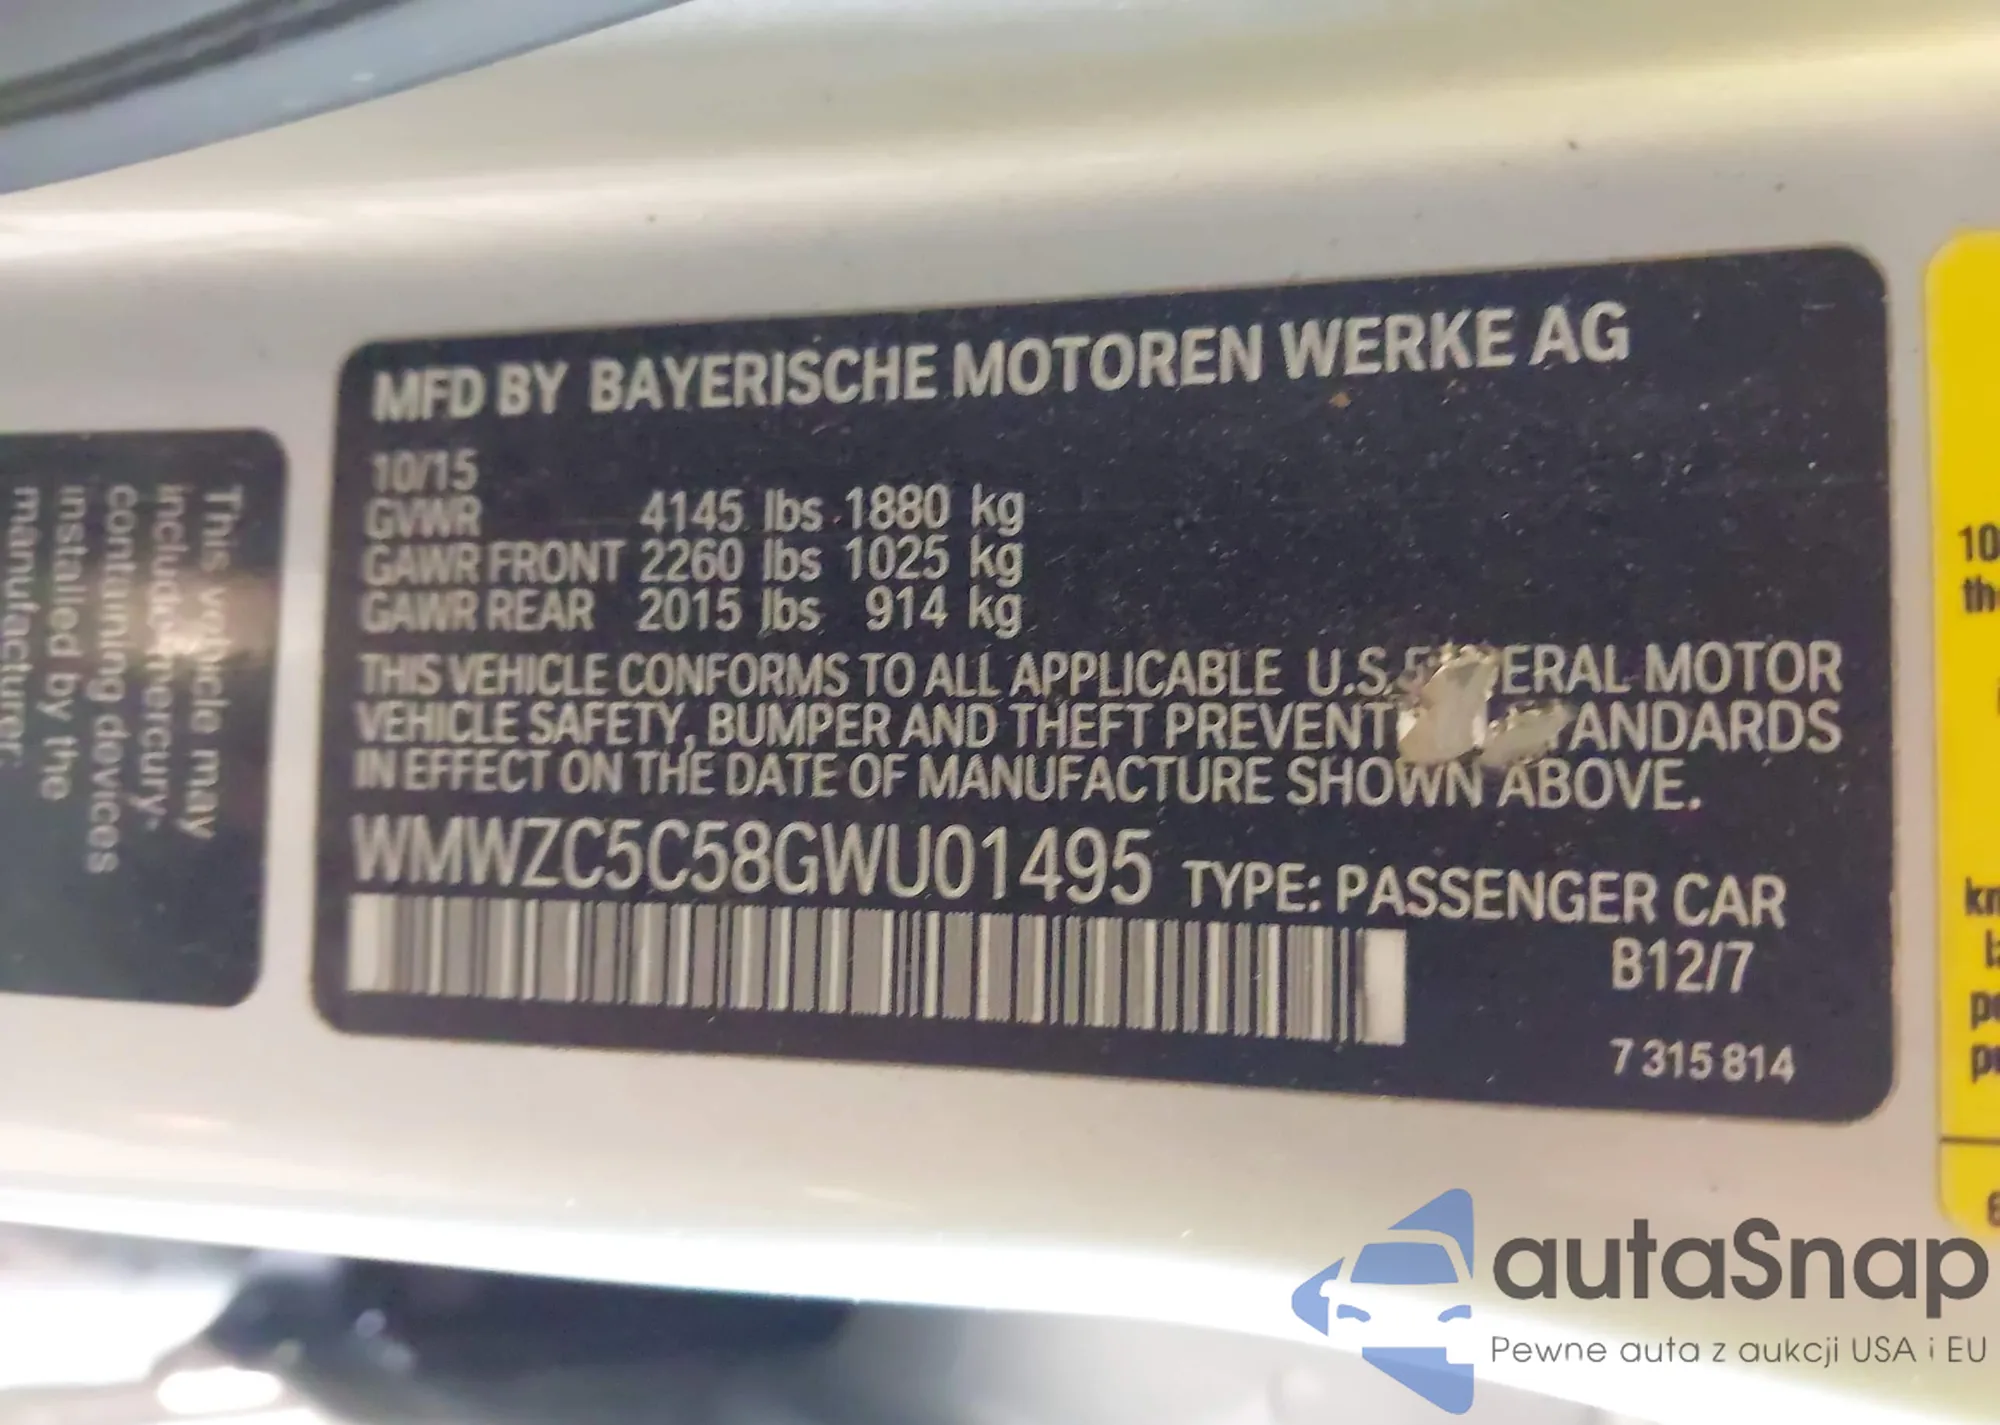 This vehicle may
include mercury-
containing devices
installed by the
manufacturer.
MFD BY BAYERISCHE MOTOREN WERKE AG
10/15
GVWR 4145 lbs 1880 kg
GAWR FRONT 2260 lbs 1025 kg
GAWR REAR 2015 lbs 914 kg
THIS VEHICLE CONFORMS TO ALL APPLICABLE U.S. ERAL MOTOR
VEHICLE SAFETY, BUMPER AND THEFT PREVENT ANDARDS
IN EFFECT ON THE DATE OF MANUFACTURE SHOWN ABOVE.
WMWZC5C58GWU01495 TYPE: PASSENGER CAR
B12/7
7 315 814
10
km
autaSnap
Pewne auta z aukcji USA i EU